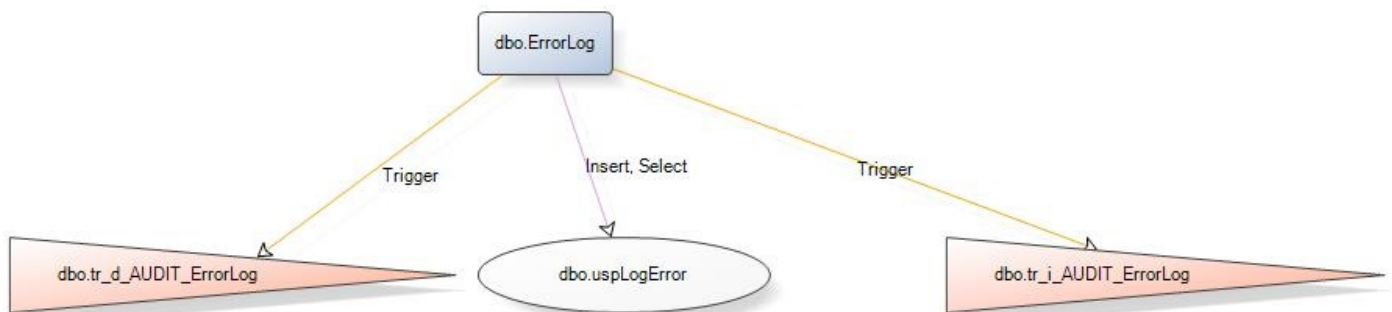 dbo.ErrorLog
Trigger
Insert, Select
Trigger
dbo.tr_d_AUDIT_ErrorLog
dbo.uspLogError
dbo.tr_i_AUDIT_ErrorLog